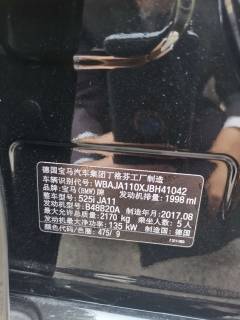 德国宝马汽车集团丁格芬工厂制造
车辆识别代号: WBAJA110XJBH41042
品牌: 宝马(BMW)牌 发动机排量: 1998 ml
整车型号: 525i JA11
发动机型号: B48B20A 制造年月: 2017.08
最大允许总质量: 2170 kg 乘坐人数: 5人
发动机最大净功率: 135 kW 制造国: 德国
颜色代码/色: 475/ 9